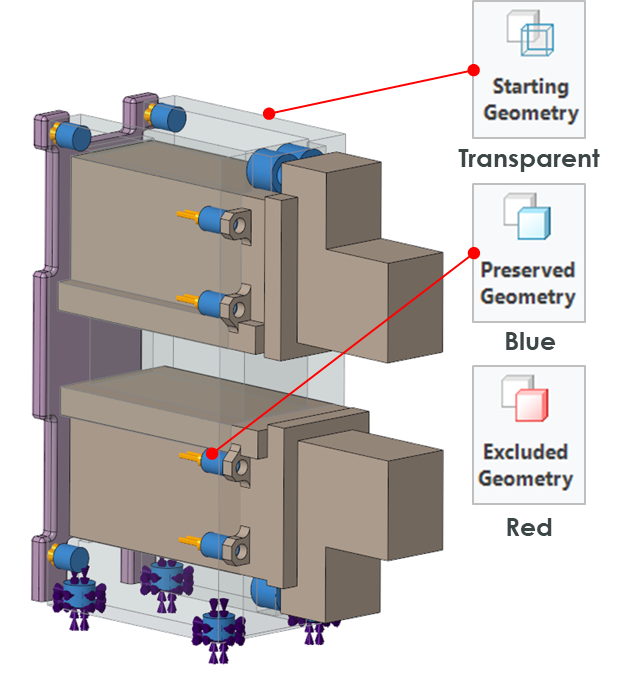 Starting
Geometry
Transparent
Preserved
Geometry
Blue
Excluded
Geometry
Red